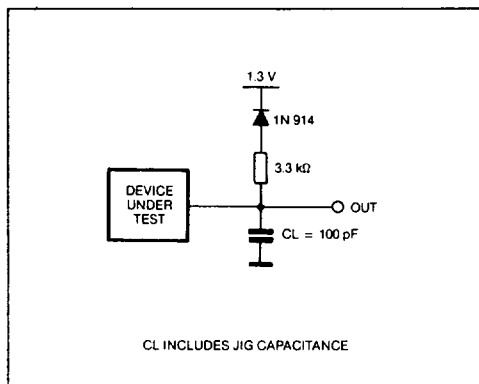 1.3 V
1N 914
3.3 kΩ
DEVICE
UNDER
TEST
OUT
CL = 100 pF
CL INCLUDES JIG CAPACITANCE